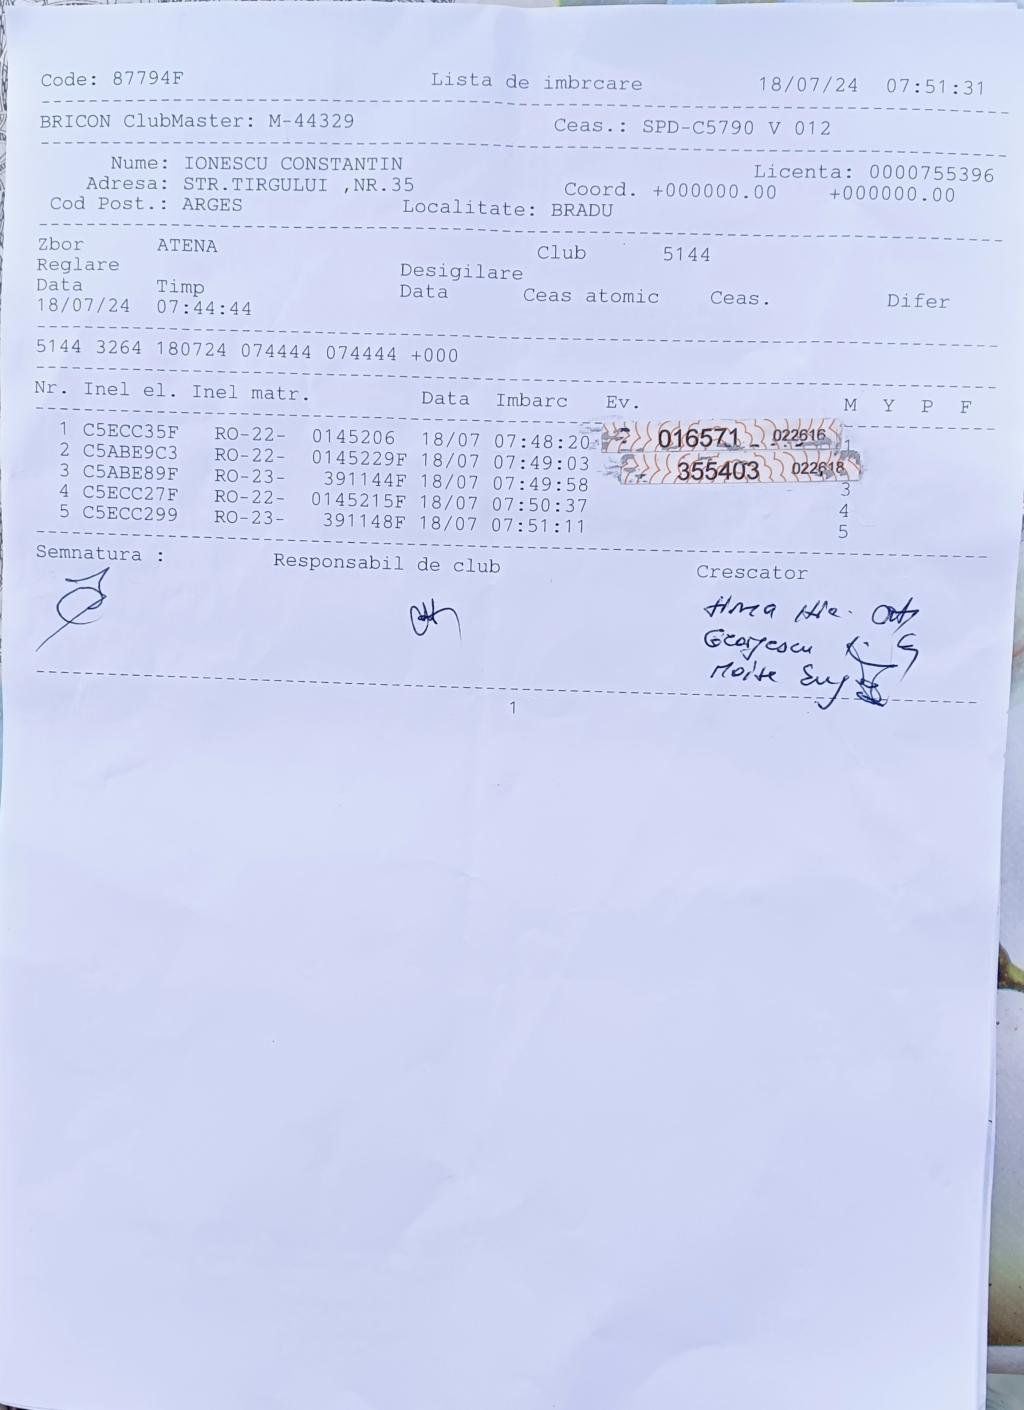 Code: 87794F Lista de imbrcare 18/07/24 07:51:31
BRICON ClubMaster: M-44329 Ceas.: SPD-C5790 V 012
Nume: IONESCU CONSTANTIN Licenta: 0000755396
Adresa: STR.TIRGULUI ,NR.35 Coord. +000000.00 +000000.00
Cod Post.: ARGES Localitate: BRADU
Zbor ATENA Club 5144
Reglare Desigilare
Data Timp Data Ceas atomic Ceas. Difer
18/07/24 07:44:44
5144 3264 180724 074444 074444 +000
Nr. Inel el. Inel matr. Data Imbarc Ev. M Y P F
1 C5ECC35F RO-22- 0145206 18/07 07:48:20 016571 022616 1
2 C5ABE9C3 RO-22- 0145229F 18/07 07:49:03 355403 022618
3 C5ABE89F RO-23- 391144F 18/07 07:49:58 3
4 C5ECC27F RO-22- 0145215F 18/07 07:50:37 4
5 C5ECC299 RO-23- 391148F 18/07 07:51:11 5
Semnatura : Responsabil de club Crescator
Georgescu
Moise
1